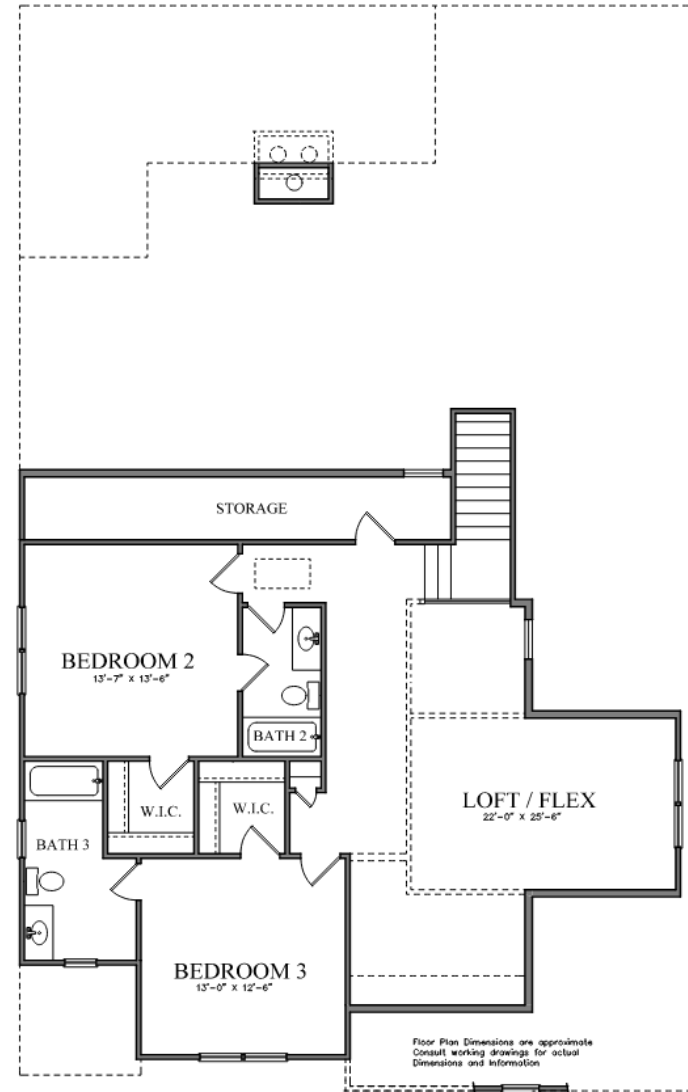 STORAGE
BEDROOM 2
13'-7" X 13'-6"
BATH 2
W.I.C.
W.I.C.
LOFT / FLEX
22'-0" X 25'-6"
BATH 3
BEDROOM 3
13'-0" X 12'-6"
Floor Plan Dimensions are approximate
Consult working drawings for actual
Dimensions and Information